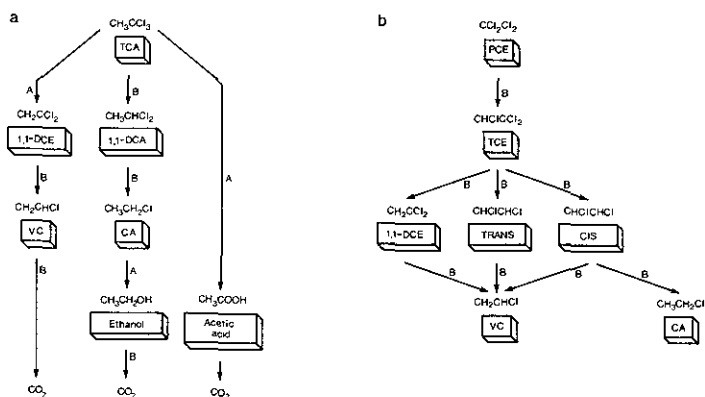 a
CH₃CCl₃
TCA
A
B
CH₂CCl₂
CH₃CHCl₂
1,1-DCE
1,1-DCA
A
B
B
CH₂CHCl
CH₃CH₂Cl
VC
CA
B
A
CH₃CH₂OH
CH₃COOH
Ethanol
Acetic
acid
B
CO₂
CO₂
CO₂
b
CCl₂CCl₂
PCE
B
CHClCCl₂
TCE
B
B
B
CH₂CCl₂
CHClCHCl
CHClCHCl
1,1-DCE
TRANS
CIS
B
B
B
B
CH₂CHCl
CH₃CH₂Cl
VC
CA